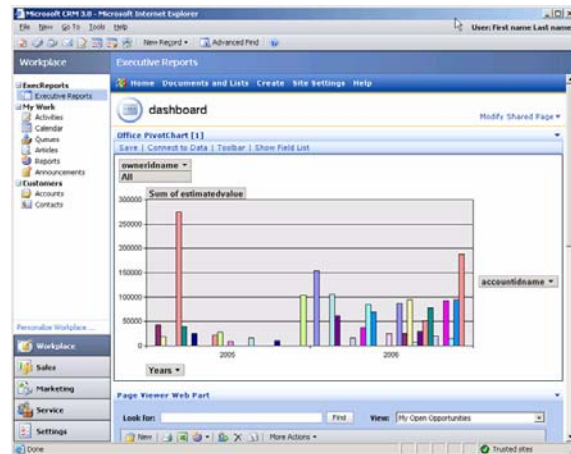 Microsoft CRM 3.0 - Microsoft Internet Explorer
File View Go To Tools Help
User: First name Last name
New Record Advanced Find
Workplace
Executive Reports
ExecReports
Executive Reports
My Work
Activities
Calendar
Queues
Articles
Reports
Announcements
Customers
Accounts
Contacts
Personalize Workplace ...
Workplace
Sales
Marketing
Service
Settings
Home Documents and Lists Create Site Settings Help
dashboard
Modify Shared Page
Office PivotChart [1]
Save | Connect to Data | Toolbar | Show Field List
owneridname
All
Sum of estimatedvalue
300000
250000
200000
150000
100000
50000
0
2005 2006
accountidname
Years
Page Viewer Web Part
Look for: Find View: My Open Opportunities
New More Actions
Done Trusted sites